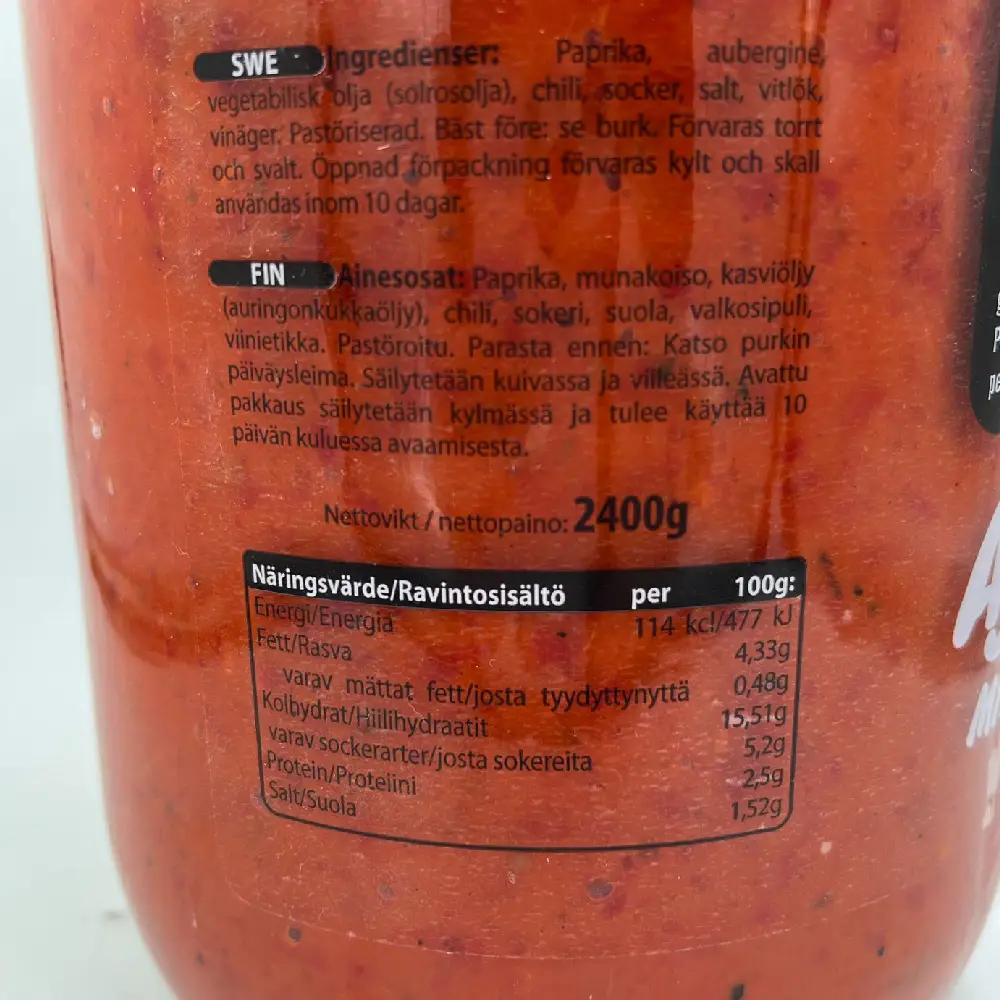 SWE Ingredienser: Paprika, aubergine,
vegetabilisk olja (solrosolja), chili, socker, salt, vitlök,
vinäger. Pastöriserad. Bäst före: se burk. Förvaras torrt
och svalt. Öppnad förpackning förvaras kylt och skall
användas inom 10 dagar.
FIN Ainesosat: Paprika, munakoiso, kasviöljy
(auringonkukkaöljy), chili, sokeri, suola, valkosipuli,
viinietikka. Pastöroitu. Parasta ennen: Katso purkin
päiväysleima. Säilytetään kuivassa ja viileässä. Avattu
pakkaus säilytetään kylmässä ja tulee käyttää 10
päivän kuluessa avaamisesta.
Nettovikt / nettopaino: 2400g
Näringsvärde/Ravintosisältö per 100g:
Energi/Energia 114 kcl/477 kJ
Fett/Rasva 4,33g
varav mättat fett/josta tyydyttynyttä 0,48g
Kolhydrat/Hiilihydraatit 15,51g
varav sockerarter/josta sokereita 5,2g
Protein/Proteiini 2,5g
Salt/Suola 1,52g